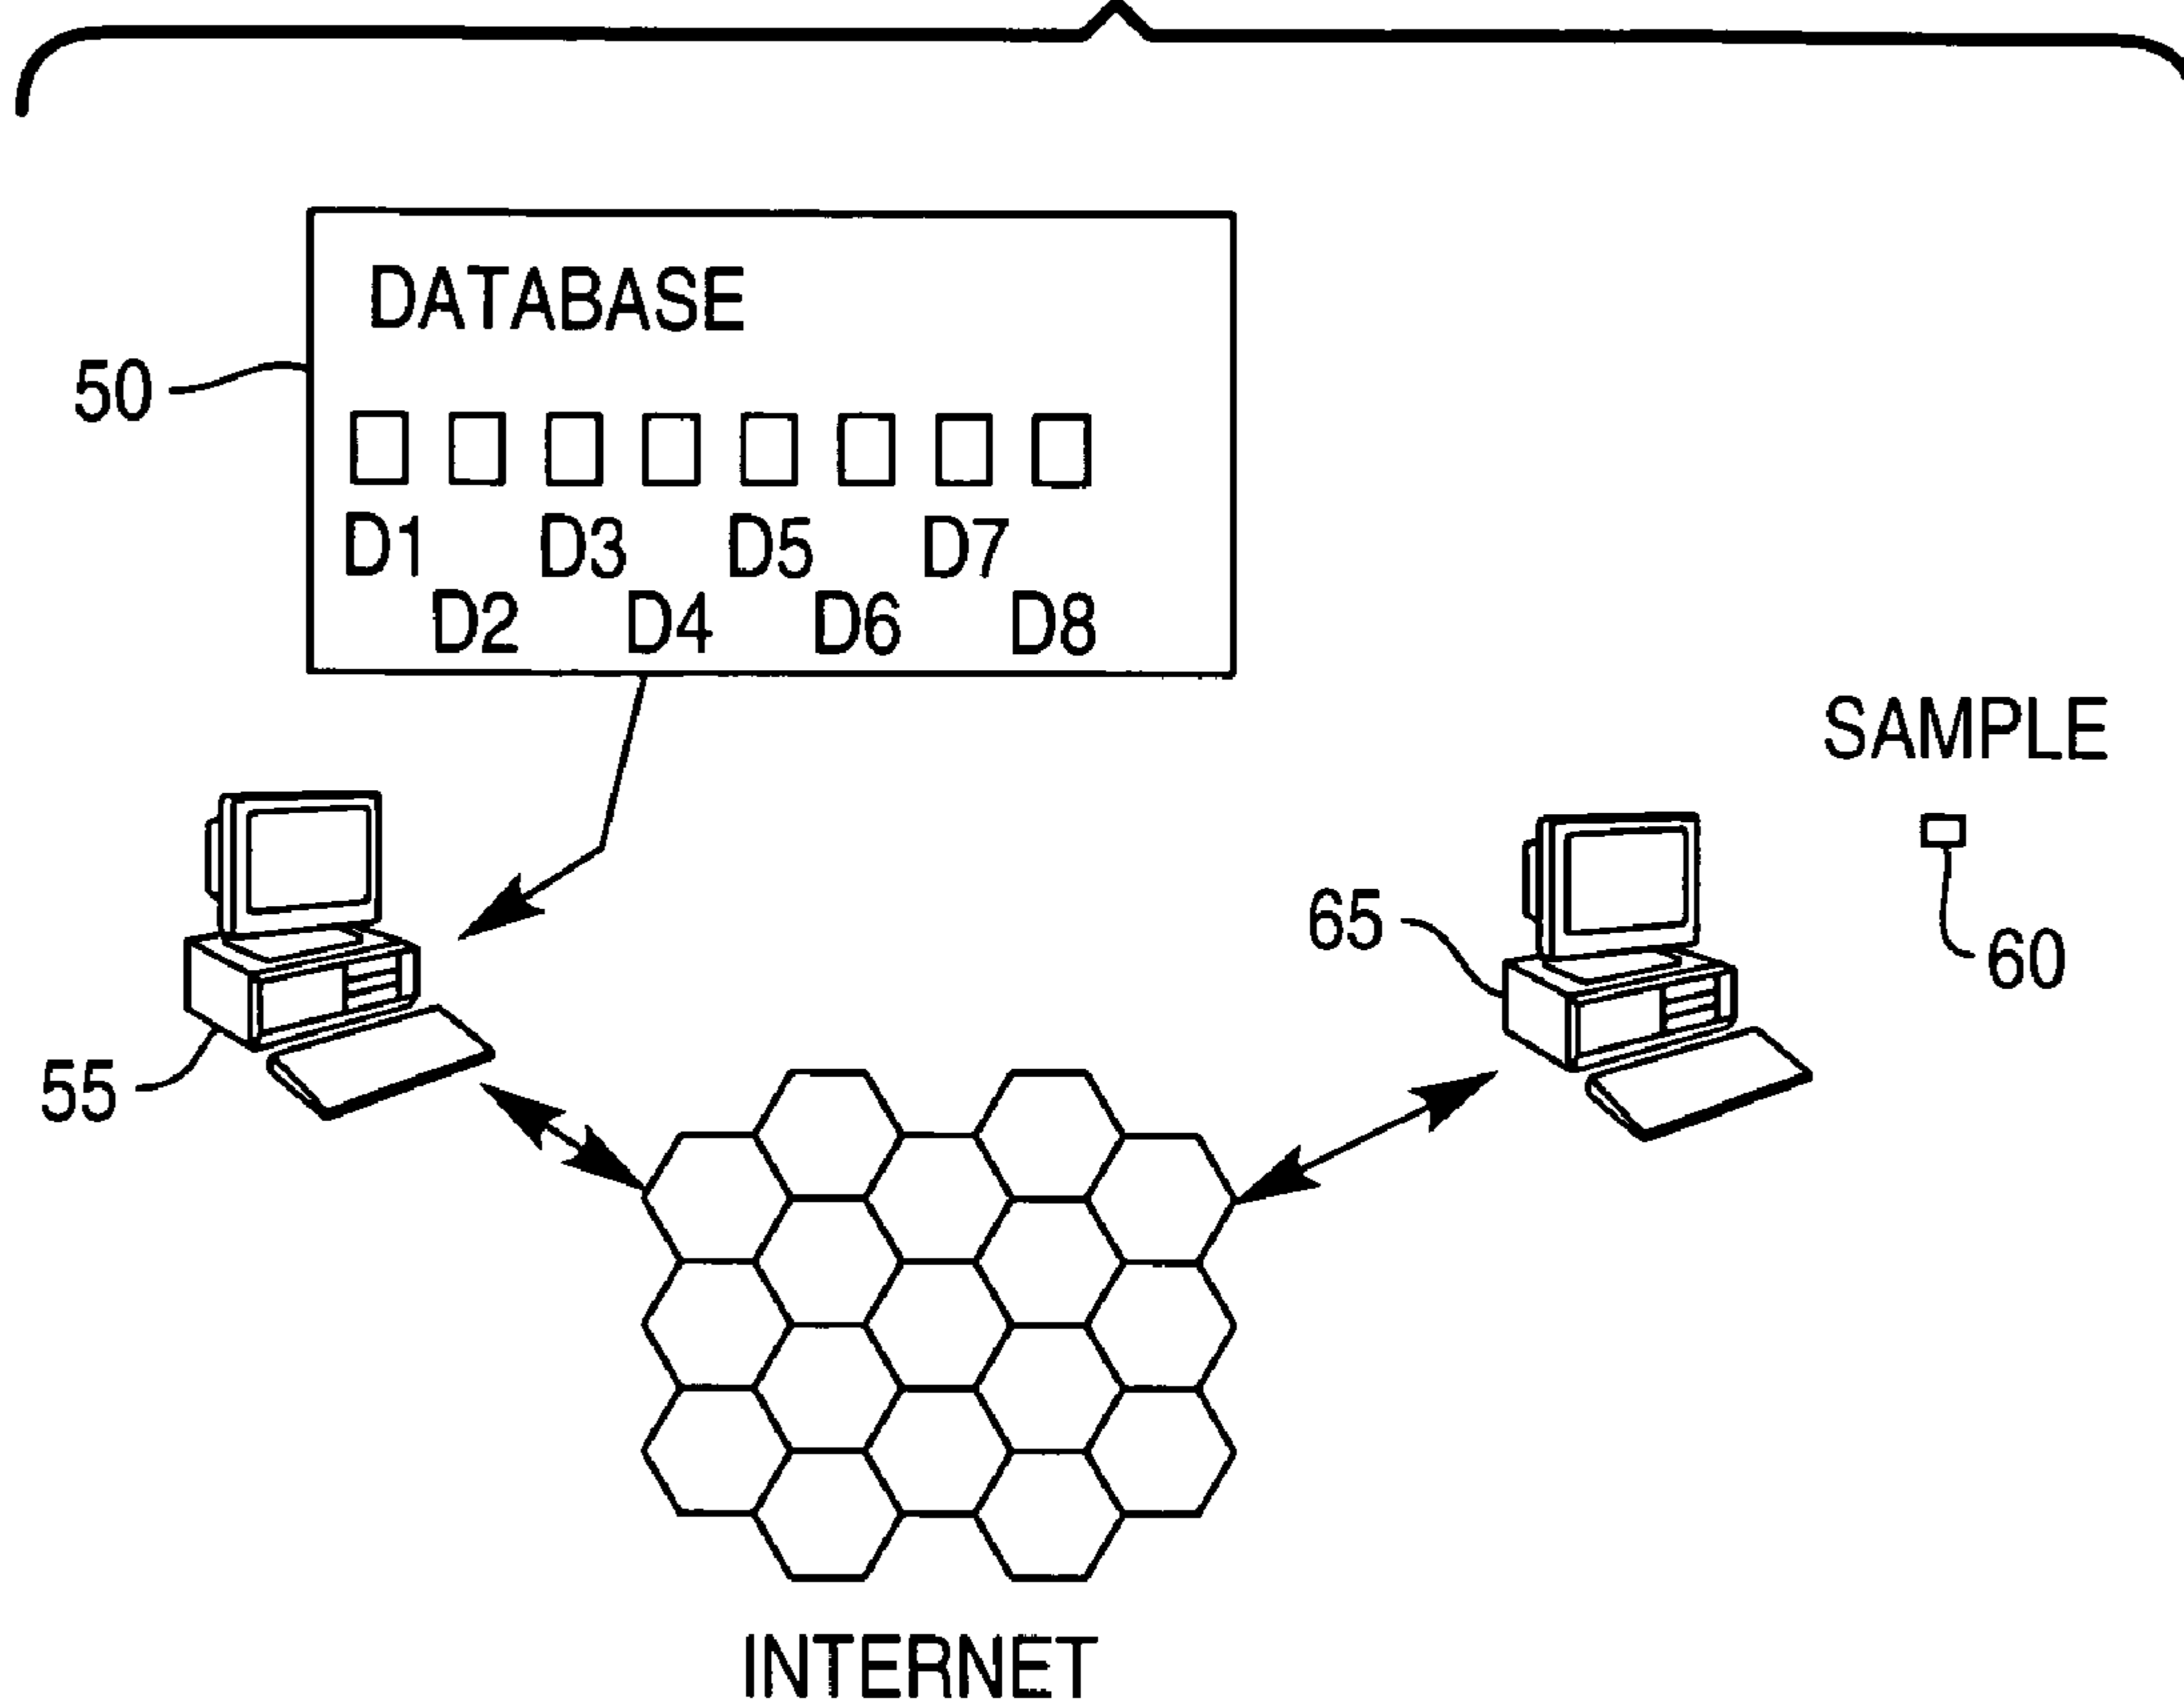 DATABASE
50
D1 D3 D5 D7
D2 D4 D6 D8
SAMPLE
65
60
55
INTERNET